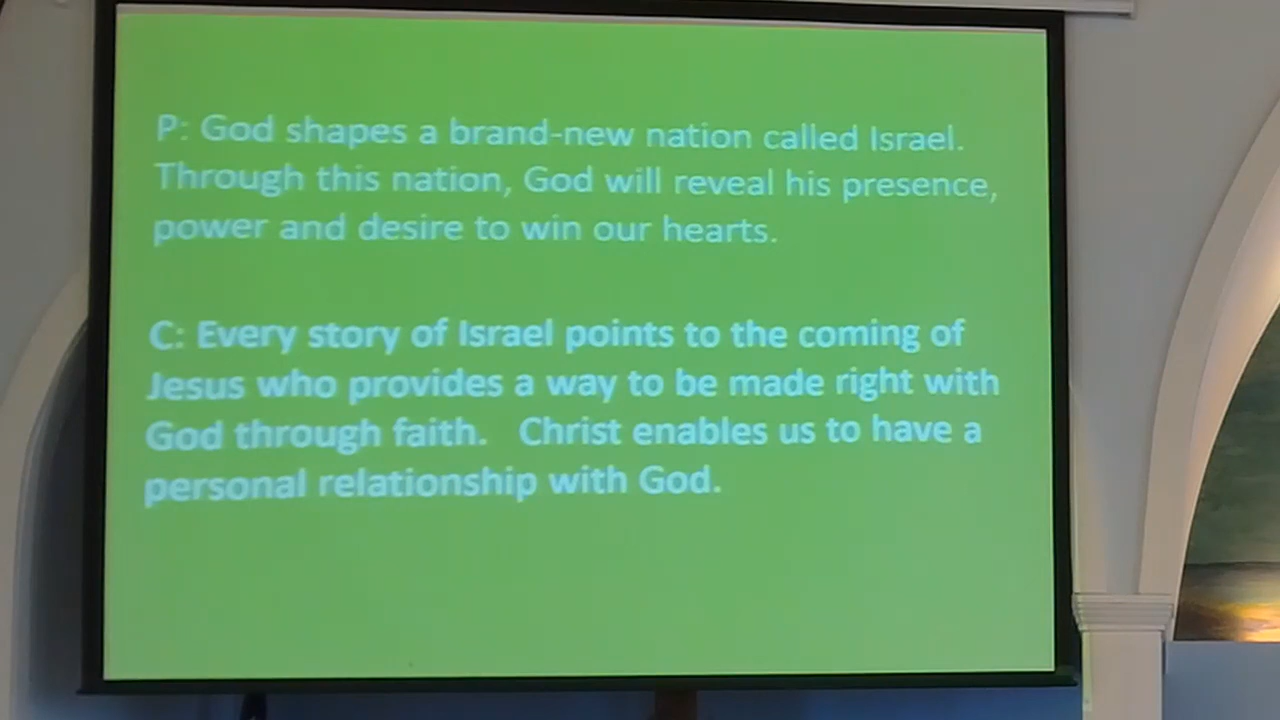 P: God shapes a brand-new nation called Israel.
Through this nation, God will reveal his presence,
power and desire to win our hearts.
C: Every story of Israel points to the coming of
Jesus who provides a way to be made right with
God through faith.   Christ enables us to have a
personal relationship with God.